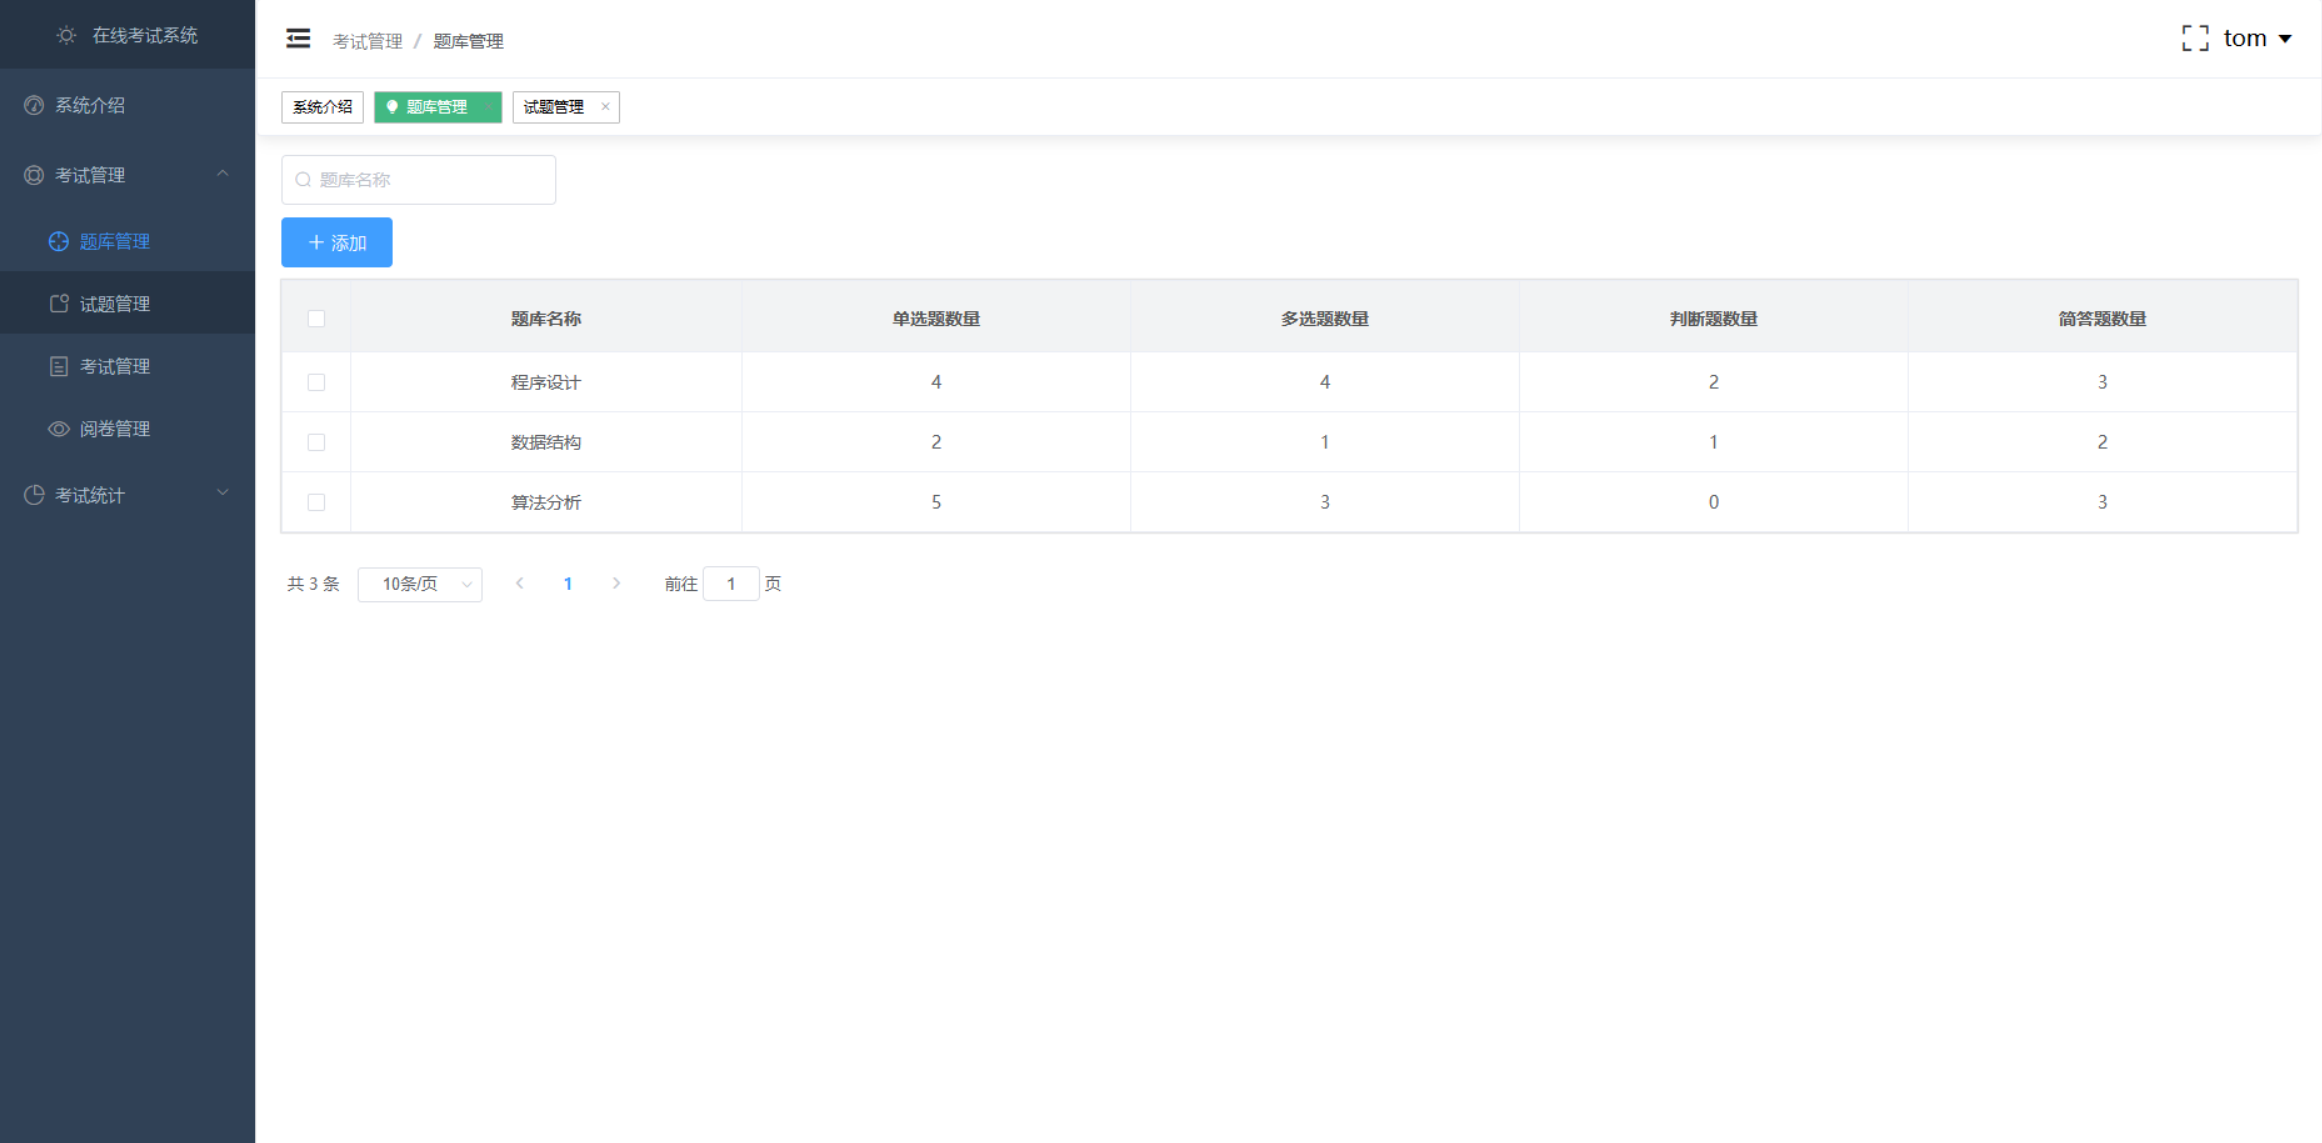 在线考试系统
系统介绍
考试管理
题库管理
试题管理
考试管理
阅卷管理
考试统计
考试管理 / 题库管理
tom
系统介绍 题库管理 试题管理 ×
题库名称
+ 添加
题库名称 单选题数量 多选题数量 判断题数量 简答题数量
程序设计 4 4 2 3
数据结构 2 1 1 2
算法分析 5 3 0 3
共 3 条 10条/页 < 1 > 前往 1 页